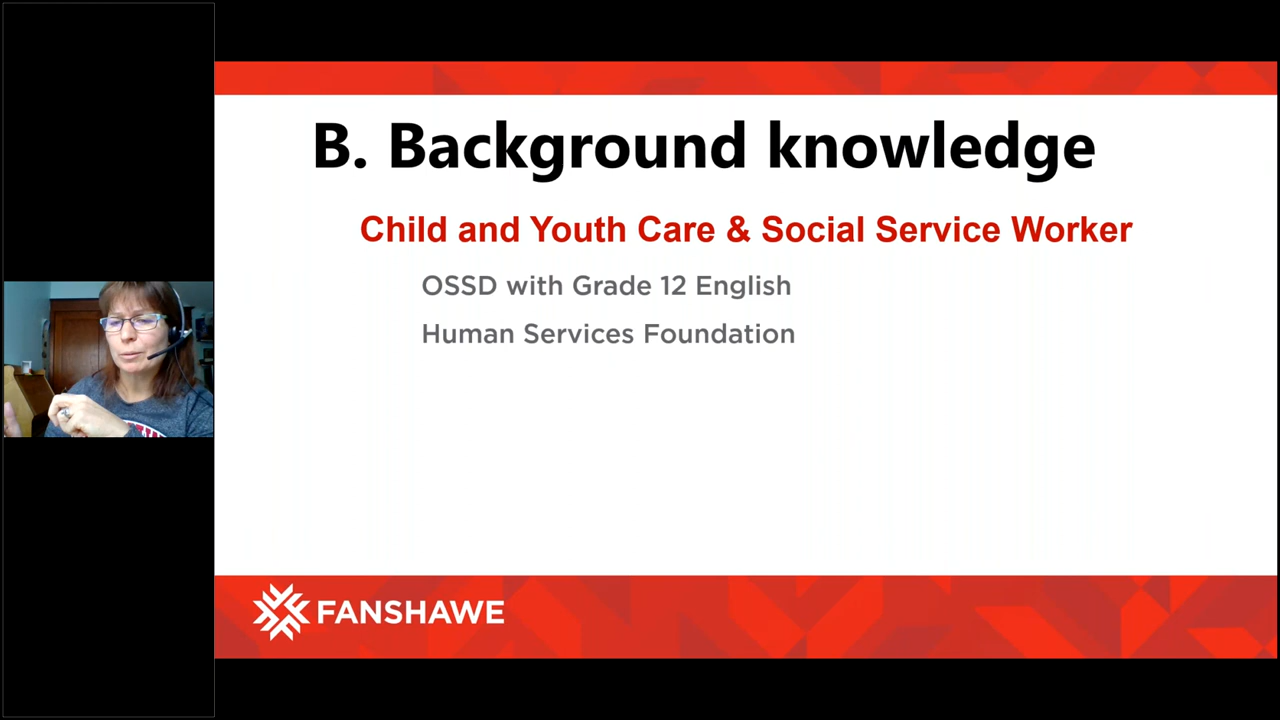 B. Background knowledge
Child and Youth Care & Social Service Worker
OSSD with Grade 12 English
Human Services Foundation
FANSHAWE